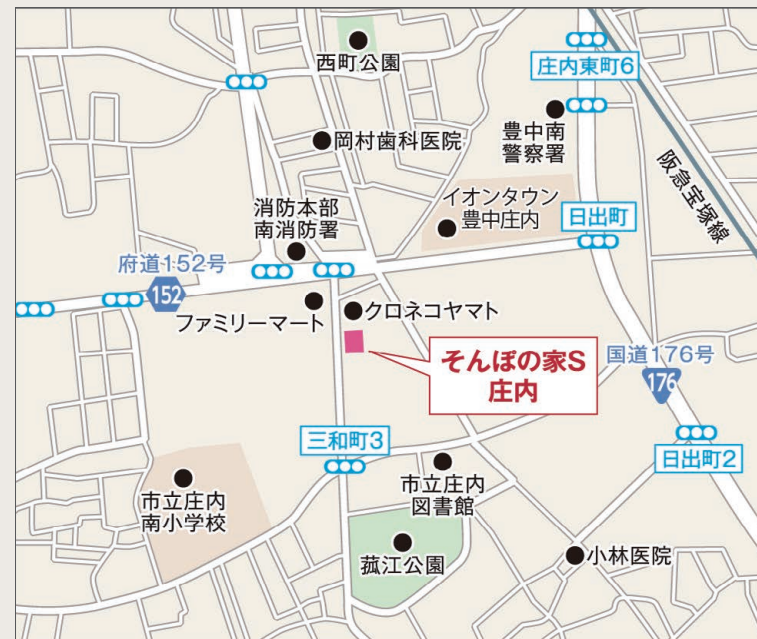 西町公園
庄内東町6
岡村歯科医院
豊中南
警察署
阪急宝塚線
イオンタウン
豊中庄内
日出町
消防本部
南消防署
府道152号
152
ファミリーマート
クロネコヤマト
そんぽの家S
庄内
国道176号
176
三和町3
日出町2
市立庄内
図書館
市立庄内
南小学校
菰江公園
小林医院